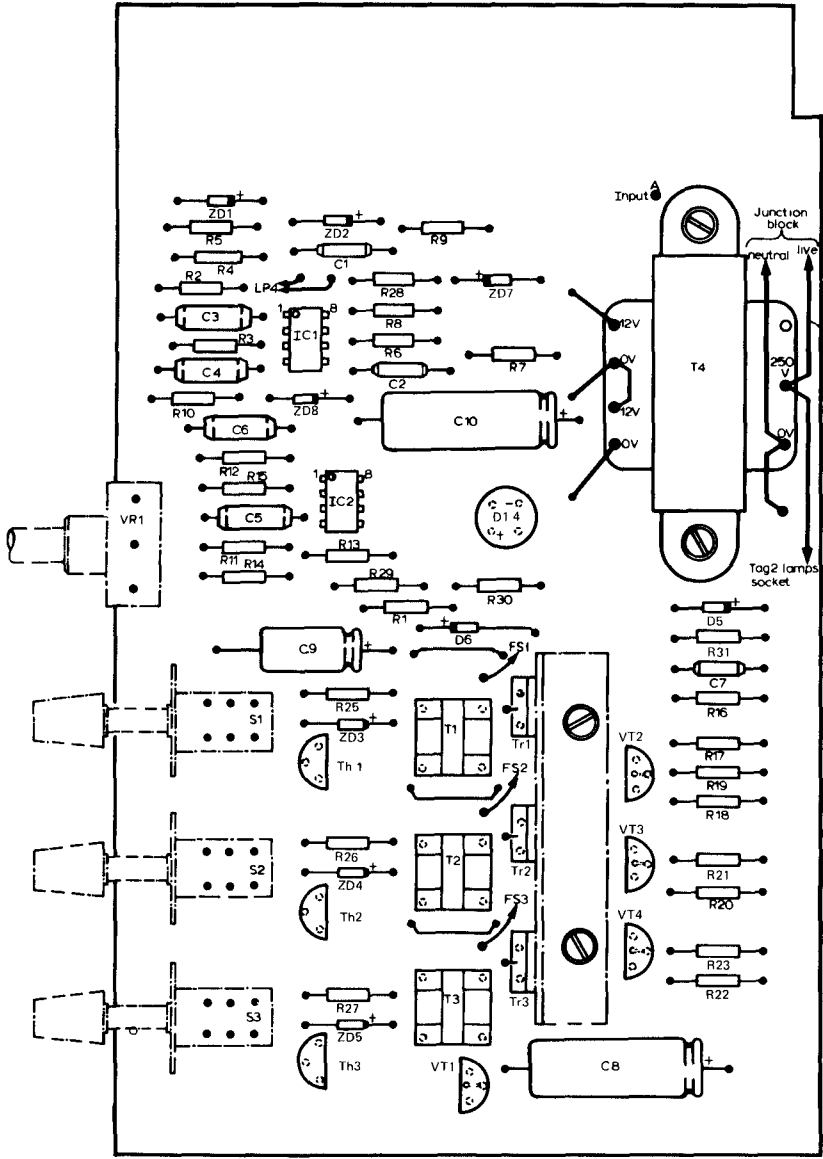 A
Input
Junction
block
neutral
live
ZD1
+
R5
ZD2
+
R9
R4
C1
R2
LP4
R28
+
ZD7
C3
1
8
IC1
R8
12V
R3
R6
0V
250
V
T4
C4
R7
C2
R10
ZD8
+
12V
C10
+
C6
0V
0V
R12
R15
1
8
IC2
VR1
C5
-
D14
+
R13
R11
R14
Tag2 lamps
socket
R29
R30
R1
+
D5
+
D6
R31
C9
+
FS1
C7
R25
R16
S1
+
ZD3
T1
Tr1
VT2
R17
Th 1
FS2
R19
R18
R26
VT3
S2
+
ZD4
T2
Tr2
R21
Th2
FS3
R20
VT4
R23
R27
R22
S3
+
ZD5
T3
Tr3
Th3
VT1
C8
+